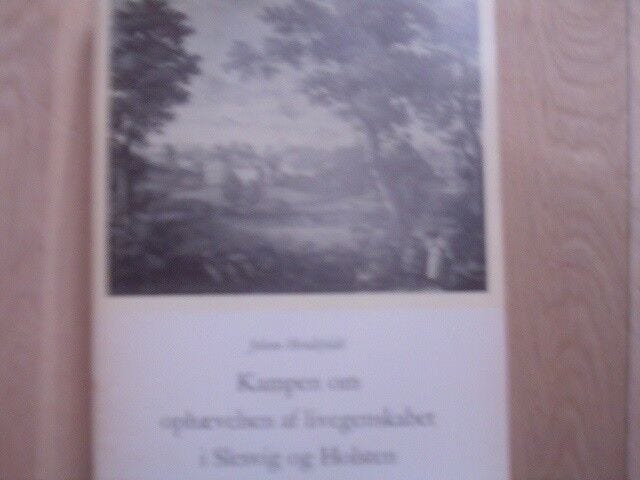 Kampen om
ophævelsen af livegenskabet
i Slesvig og Holsten